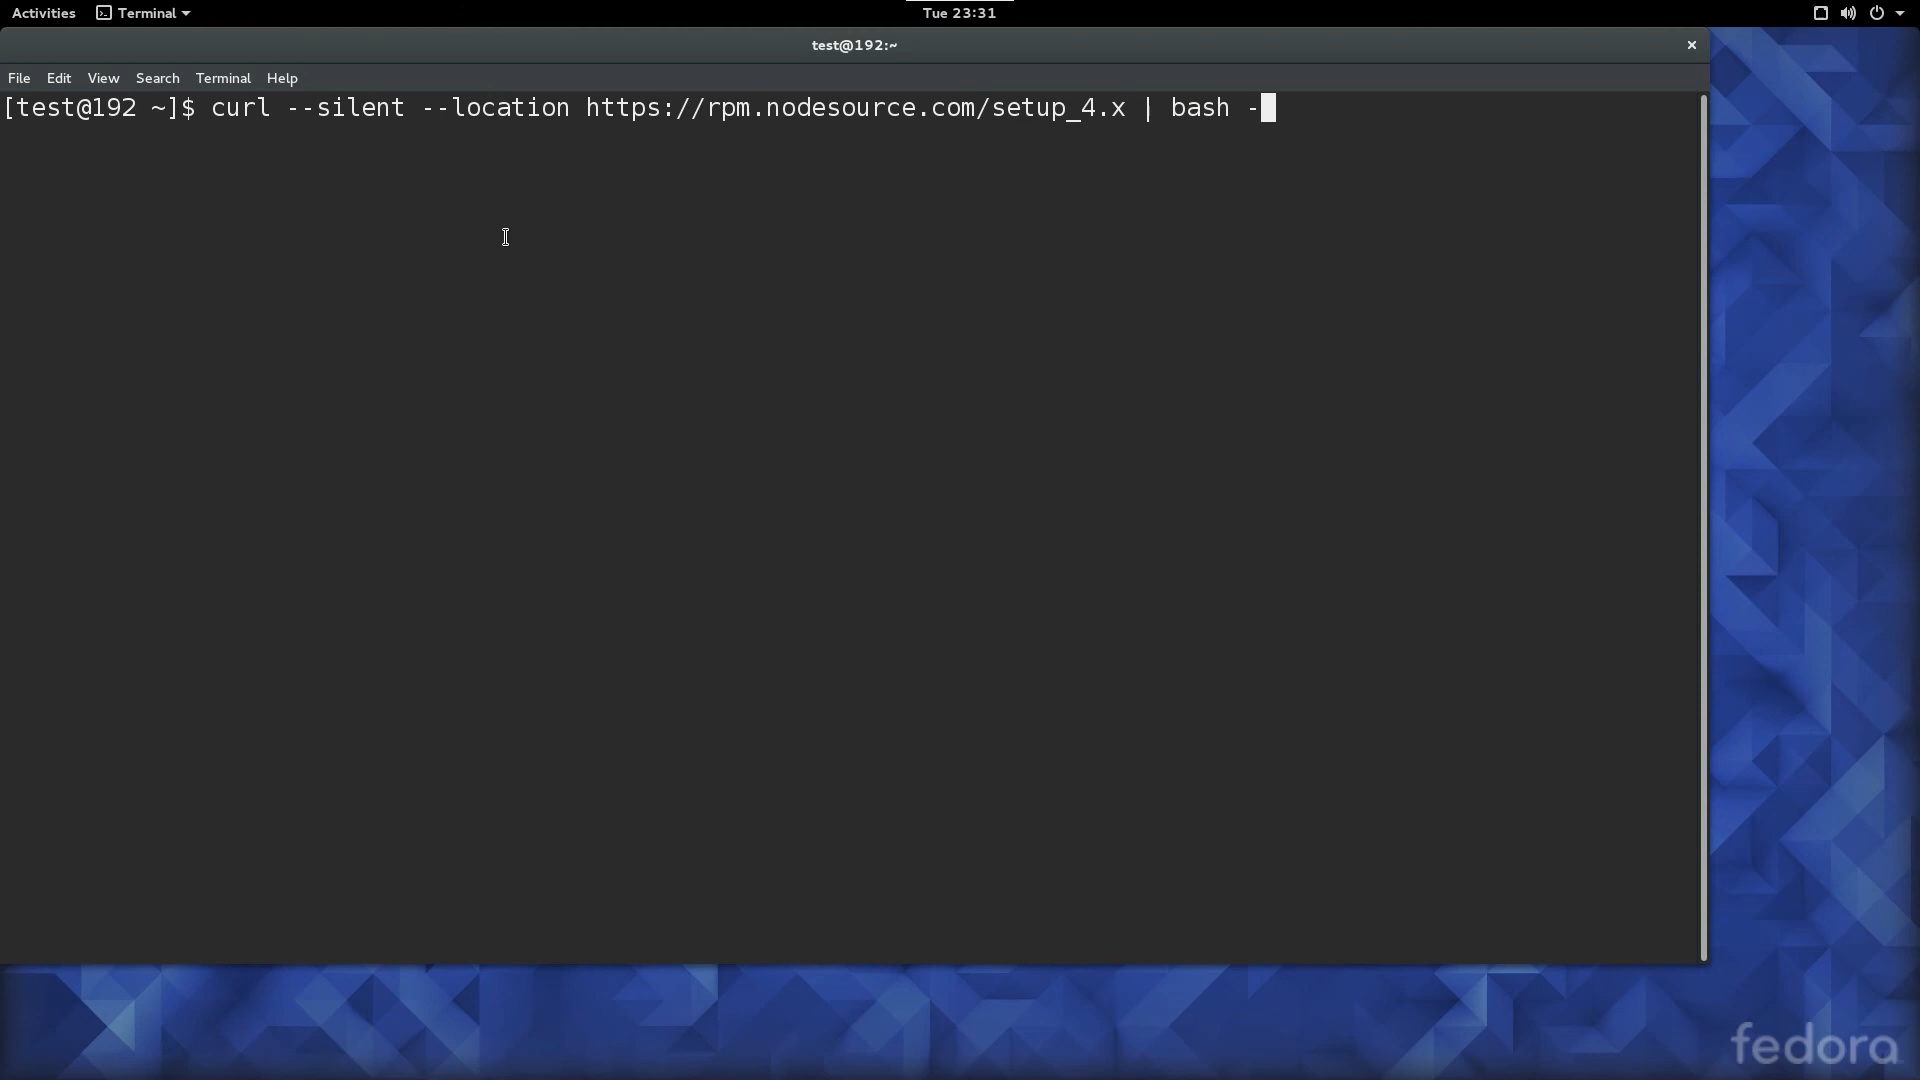 Activities Terminal Tue 23:31
test@192:~
File Edit View Search Terminal Help
[test@192 ~]$ curl --silent --location https://rpm.nodesource.com/setup_4.x | bash -
fedora